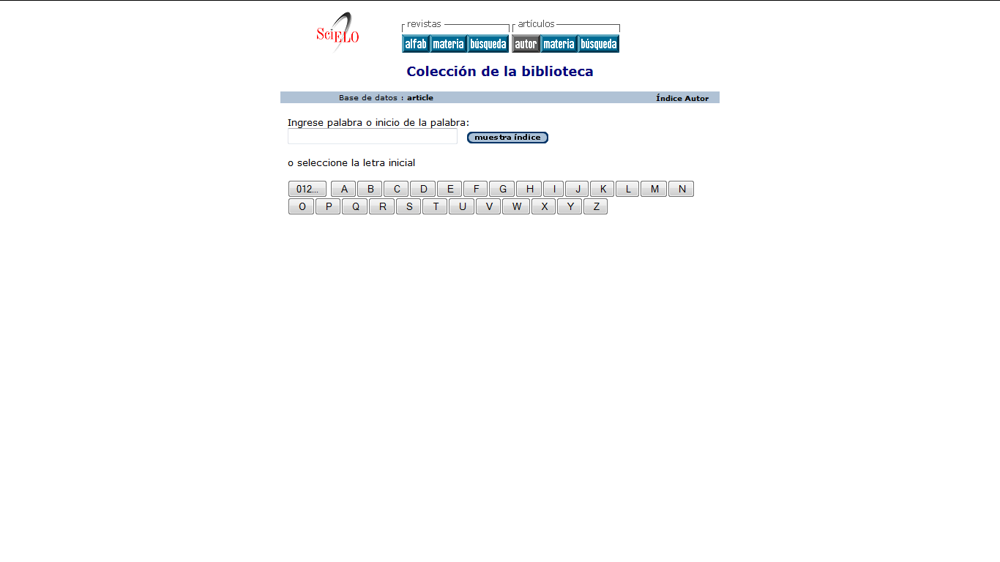 SciELO
revistas artículos
alfab materia búsqueda autor materia búsqueda
Colección de la biblioteca
Base de datos : article Índice Autor
Ingrese palabra o inicio de la palabra:
muestra índice
o seleccione la letra inicial
012... A B C D E F G H I J K L M N
O P Q R S T U V W X Y Z